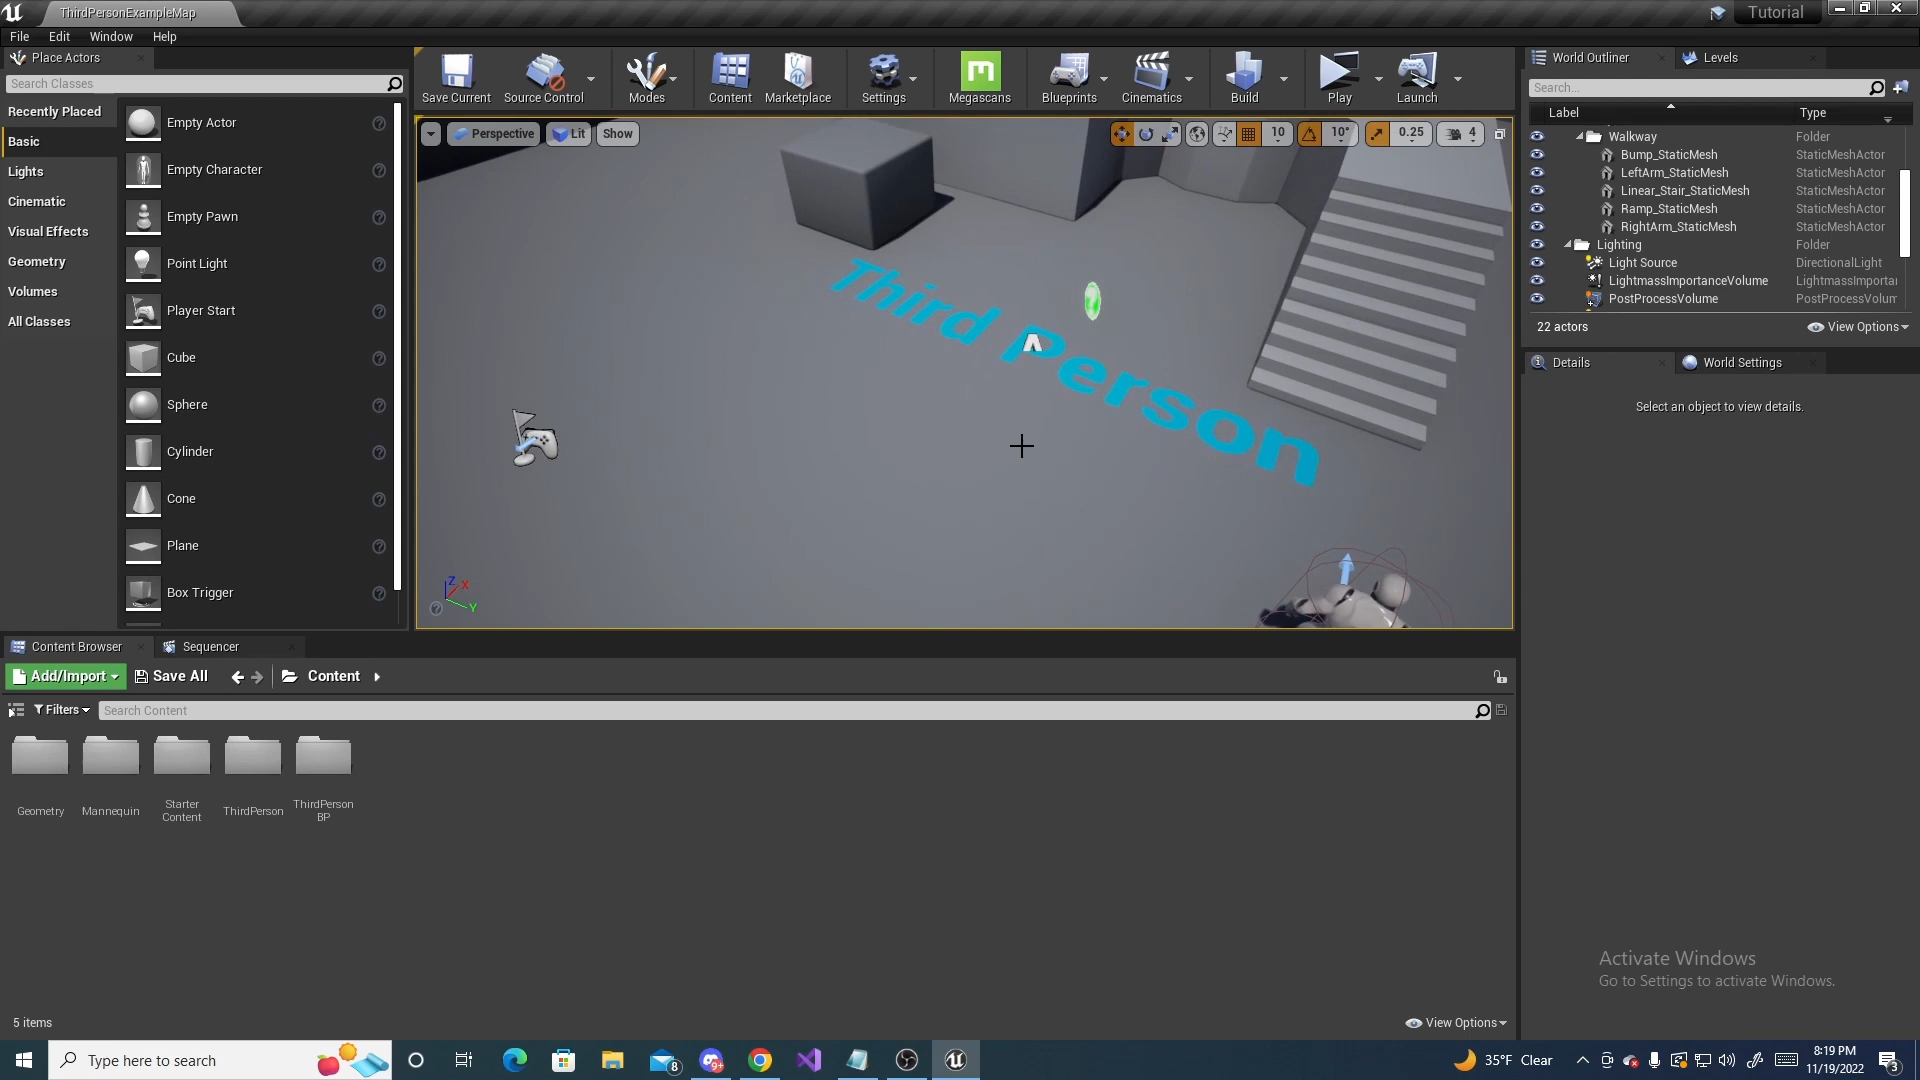 ThirdPersonExampleMap
Tutorial
File Edit Window Help
Place Actors
Search Classes
Recently Placed
Basic
Lights
Cinematic
Visual Effects
Geometry
Volumes
All Classes
Empty Actor
Empty Character
Empty Pawn
Point Light
Player Start
Cube
Sphere
Cylinder
Cone
Plane
Box Trigger
Save Current
Source Control
Modes
Content
Marketplace
Settings
Megascans
Blueprints
Cinematics
Build
Play
Launch
Perspective
Lit
Show
10
10°
0.25
4
Third Person
Z X
Y
World Outliner
Levels
Search...
Label Type
Walkway Folder
Bump_StaticMesh StaticMeshActor
LeftArm_StaticMesh StaticMeshActor
Linear_Stair_StaticMesh StaticMeshActor
Ramp_StaticMesh StaticMeshActor
RightArm_StaticMesh StaticMeshActor
Lighting Folder
Light Source DirectionalLight
LightmassImportanceVolume LightmassImporta
PostProcessVolume PostProcessVolum
22 actors
View Options
Details
World Settings
Select an object to view details.
Content Browser
Sequencer
Add/Import
Save All
Content
Filters
Search Content
Geometry
Mannequin
Starter
Content
ThirdPerson
ThirdPerson
BP
5 items
View Options
Activate Windows
Go to Settings to activate Windows.
Type here to search
8
9+
35°F Clear
8:19 PM
11/19/2022
3